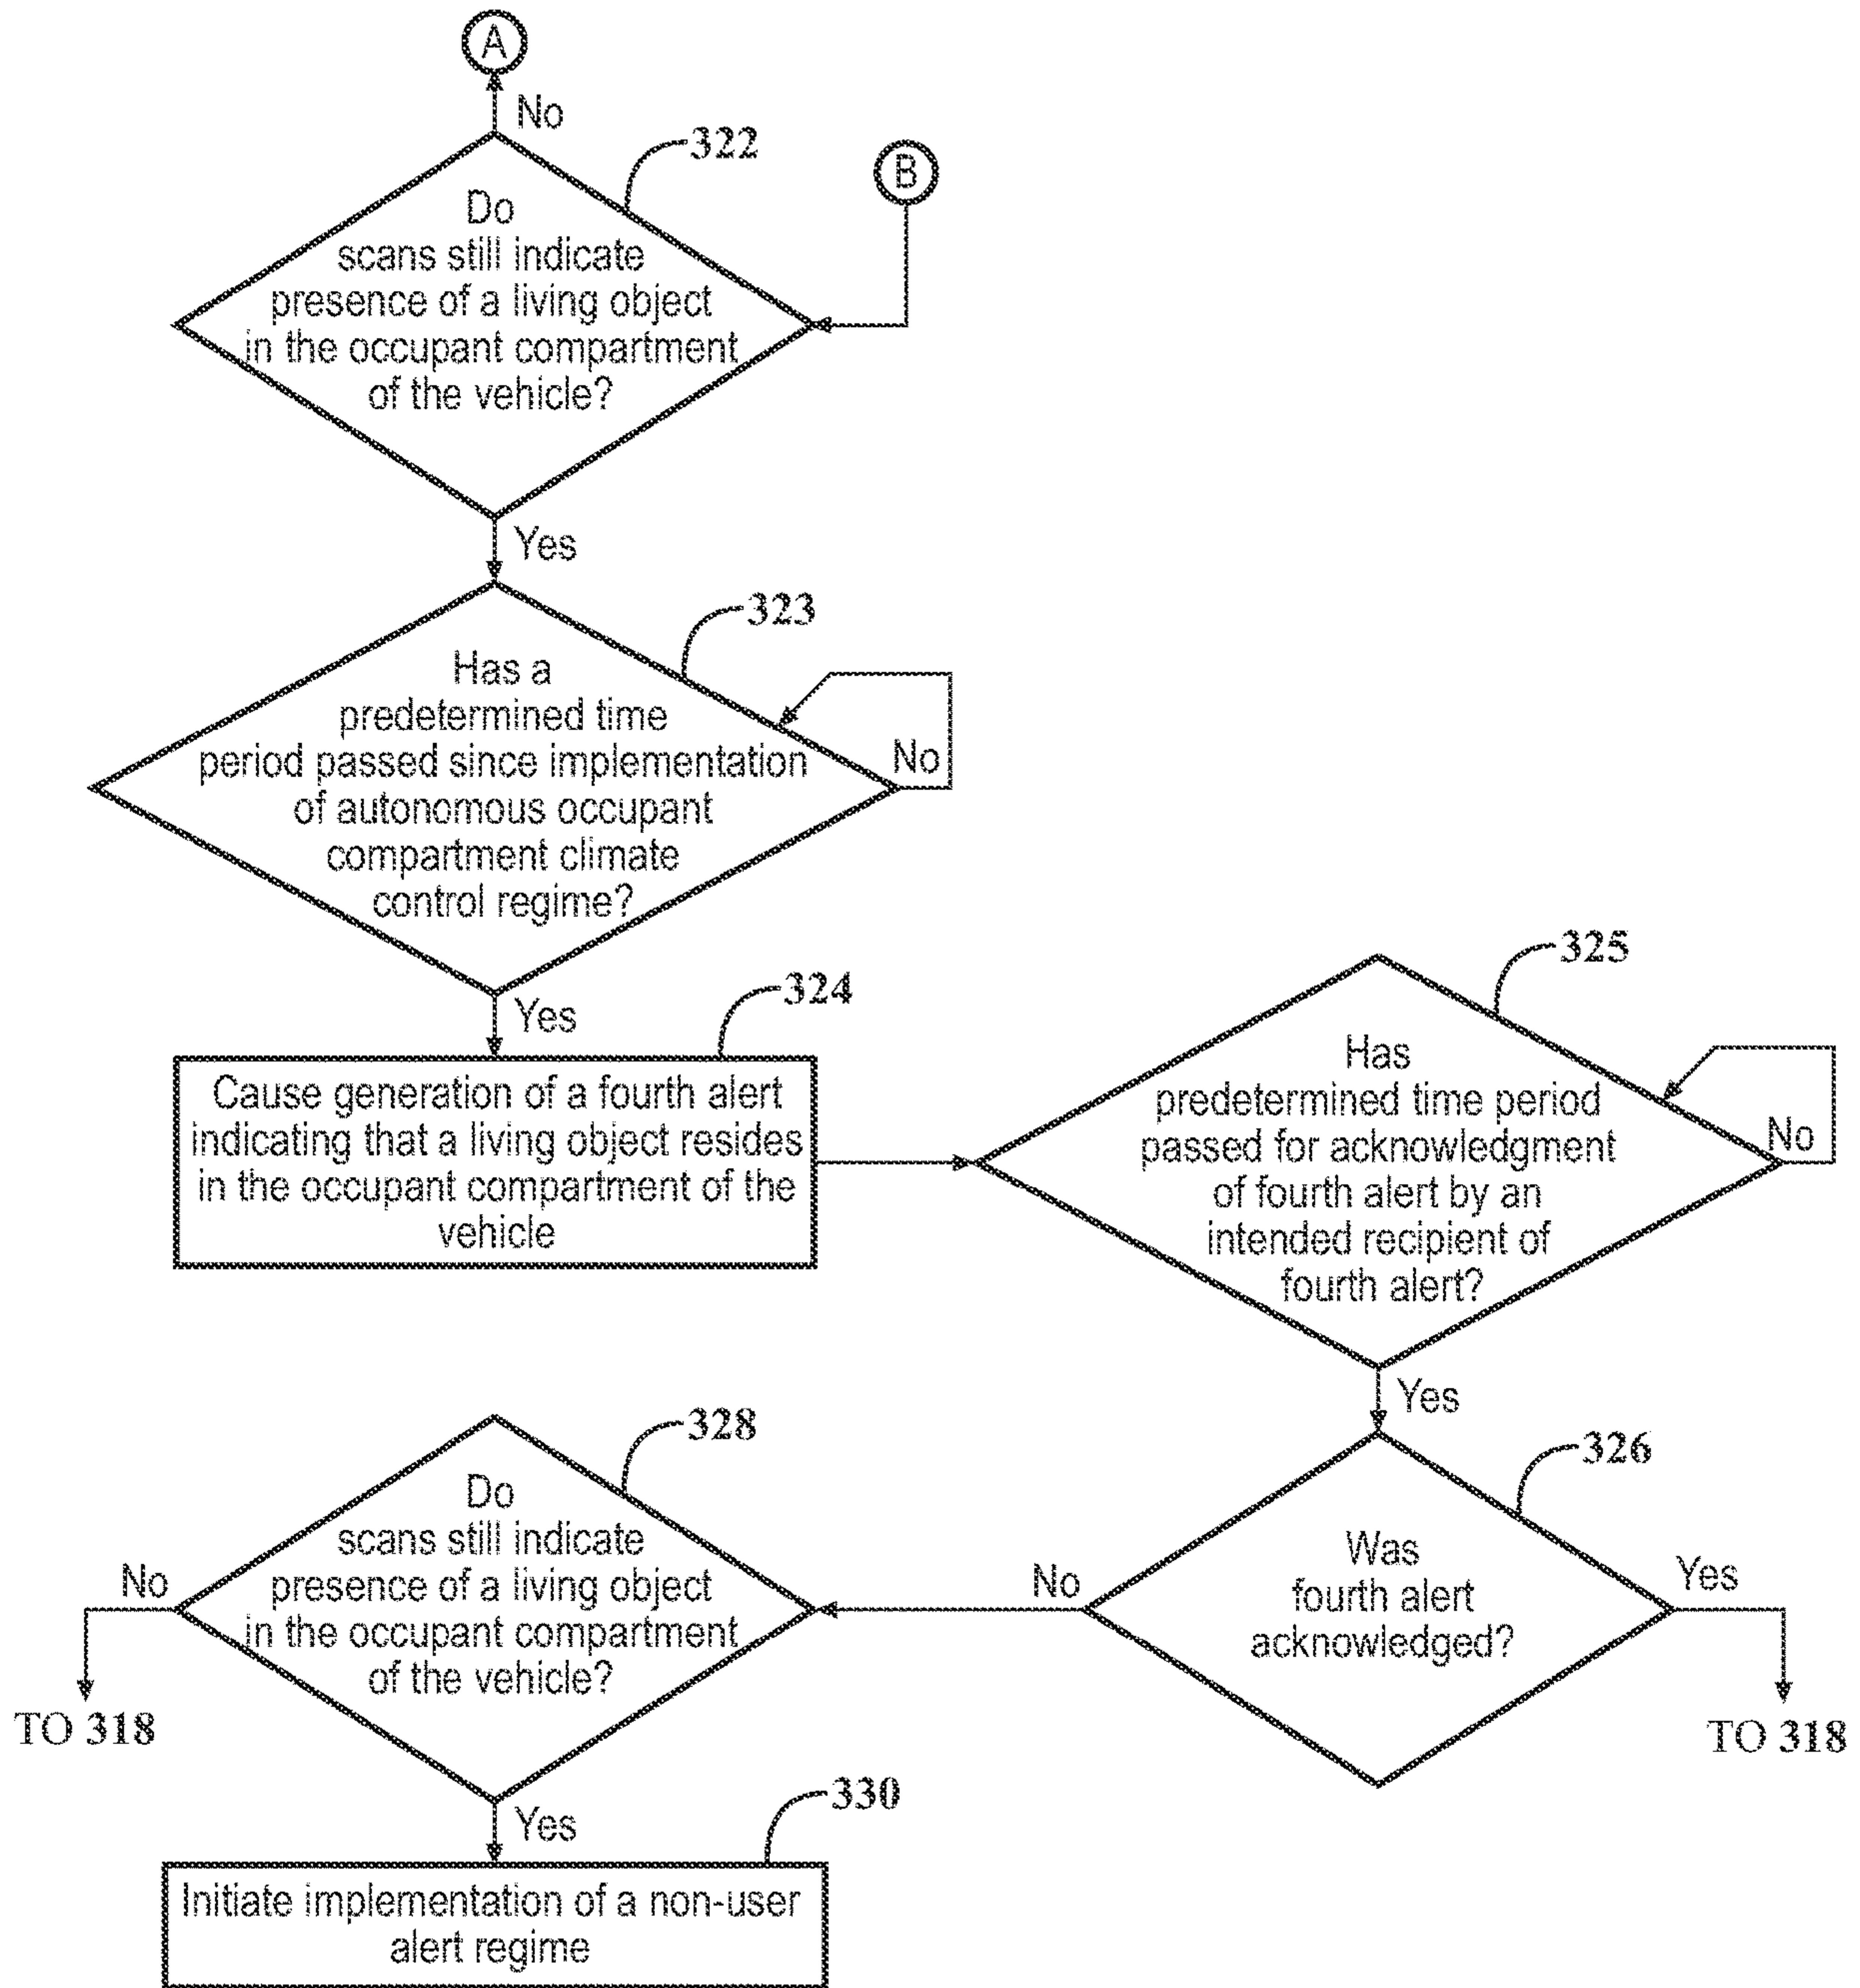 A
No
322
B
Do
scans still indicate
presence of a living object
in the occupant compartment
of the vehicle?
Yes
323
Has a
predetermined time
period passed since implementation
of autonomous occupant
compartment climate
control regime?
No
Yes
324
Cause generation of a fourth alert
indicating that a living object resides
in the occupant compartment of the
vehicle
325
Has
predetermined time period
passed for acknowledgment
of fourth alert by an
intended recipient of
fourth alert?
No
Yes
326
Was
fourth alert
acknowledged?
Yes
TO 318
No
328
Do
scans still indicate
presence of a living object
in the occupant compartment
of the vehicle?
No
TO 318
Yes
330
Initiate implementation of a non-user
alert regime